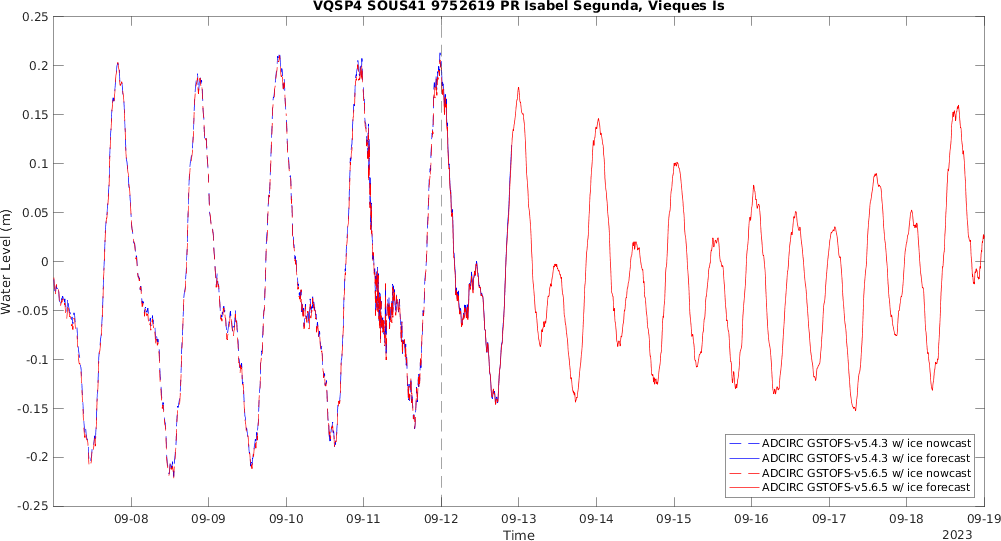 VQSP4 SOUS41 9752619 PR Isabel Segunda, Vieques Is
0.25
0.2
0.15
0.1
0.05
0
-0.05
-0.1
-0.15
-0.2
-0.25
Water Level (m)
ADCIRC GSTOFS-v5.4.3 w/ ice nowcast
ADCIRC GSTOFS-v5.4.3 w/ ice forecast
ADCIRC GSTOFS-v5.6.5 w/ ice nowcast
ADCIRC GSTOFS-v5.6.5 w/ ice forecast
09-08 09-09 09-10 09-11 09-12 09-13 09-14 09-15 09-16 09-17 09-18 09-19
Time
2023